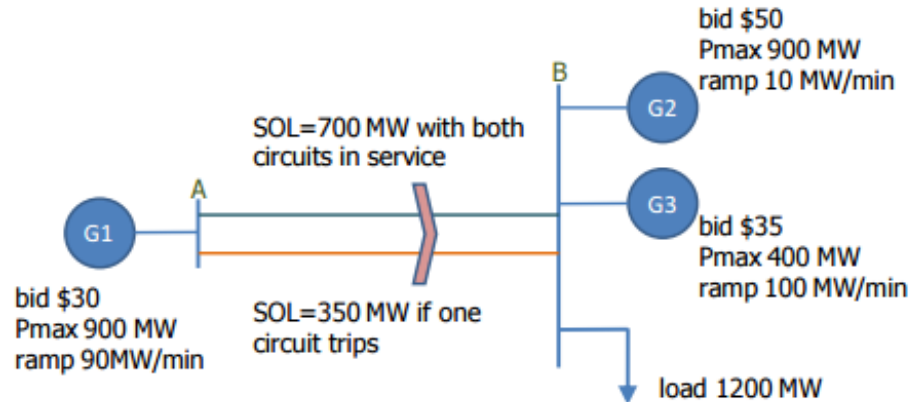 bid $50
Pmax 900 MW
ramp 10 MW/min
B
G2
SOL=700 MW with both
circuits in service
A
G3
G1
bid $35
Pmax 400 MW
ramp 100 MW/min
bid $30
Pmax 900 MW
ramp 90MW/min
SOL=350 MW if one
circuit trips
load 1200 MW